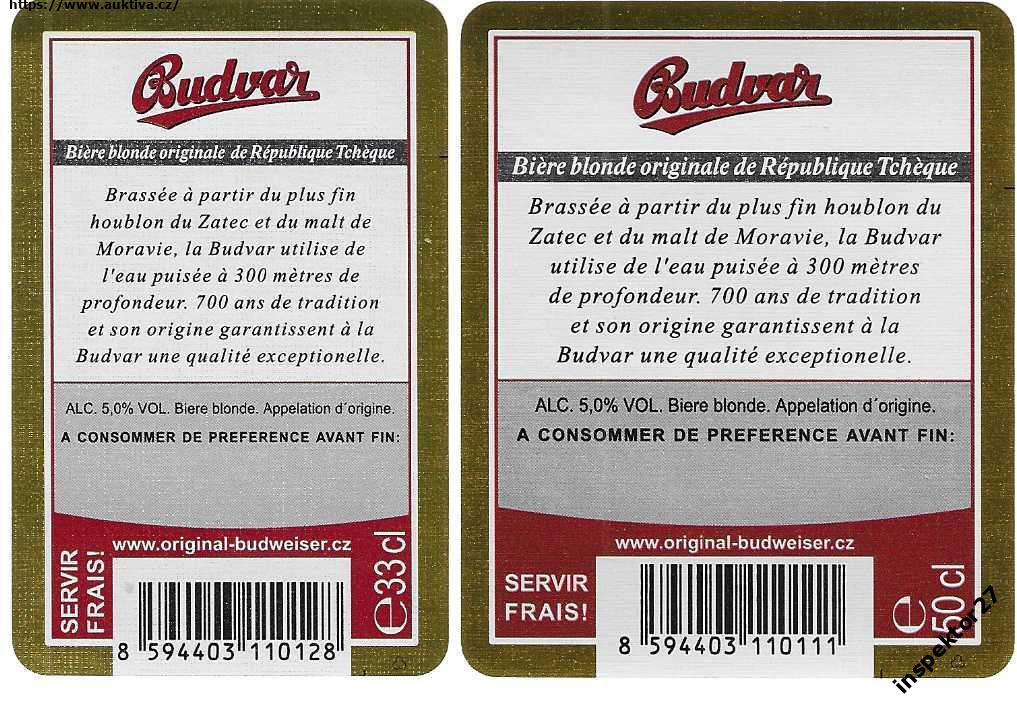 https://www.auktiva.cz/
Budvar
Bière blonde originale de République Tchèque
Brassée à partir du plus fin
houblon du Zatec et du malt de
Moravie, la Budvar utilise de
l'eau puisée à 300 mètres de
profondeur. 700 ans de tradition
et son origine garantissent à la
Budvar une qualité exceptionelle.
ALC. 5,0% VOL. Biere blonde. Appelation d´origine.
A CONSOMMER DE PREFERENCE AVANT FIN:
www.original-budweiser.cz
SERVIR
FRAIS!
e 33 cl
8 594403 110128
Budvar
Bière blonde originale de République Tchèque
Brassée à partir du plus fin houblon du
Zatec et du malt de Moravie, la Budvar
utilise de l'eau puisée à 300 mètres
de profondeur. 700 ans de tradition
et son origine garantissent à la
Budvar une qualité exceptionelle.
ALC. 5,0% VOL. Biere blonde. Appelation d´origine.
A CONSOMMER DE PREFERENCE AVANT FIN:
www.original-budweiser.cz
SERVIR
FRAIS!
e 50 cl
8 594403 110111
inspektor27